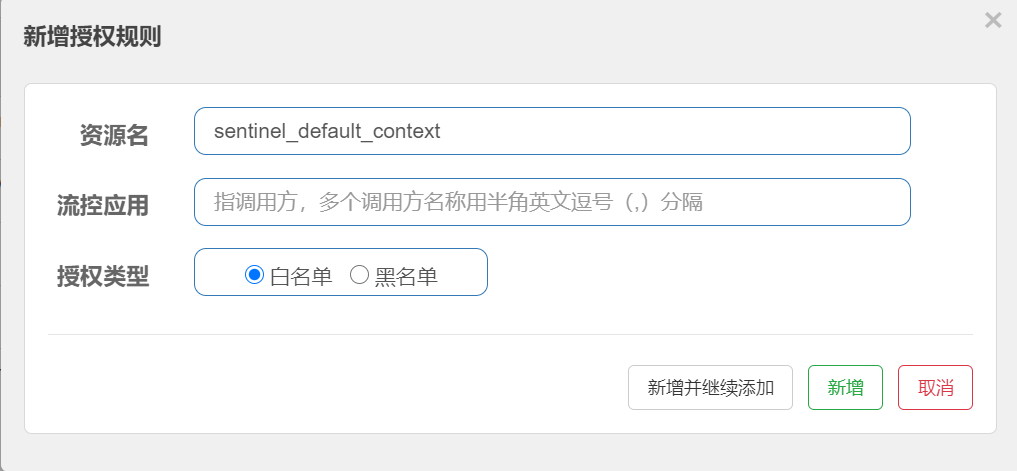 新增授权规则
×
资源名
sentinel_default_context
流控应用
指调用方，多个调用方名称用半角英文逗号（,）分隔
授权类型
白名单 黑名单
新增并继续添加 新增 取消